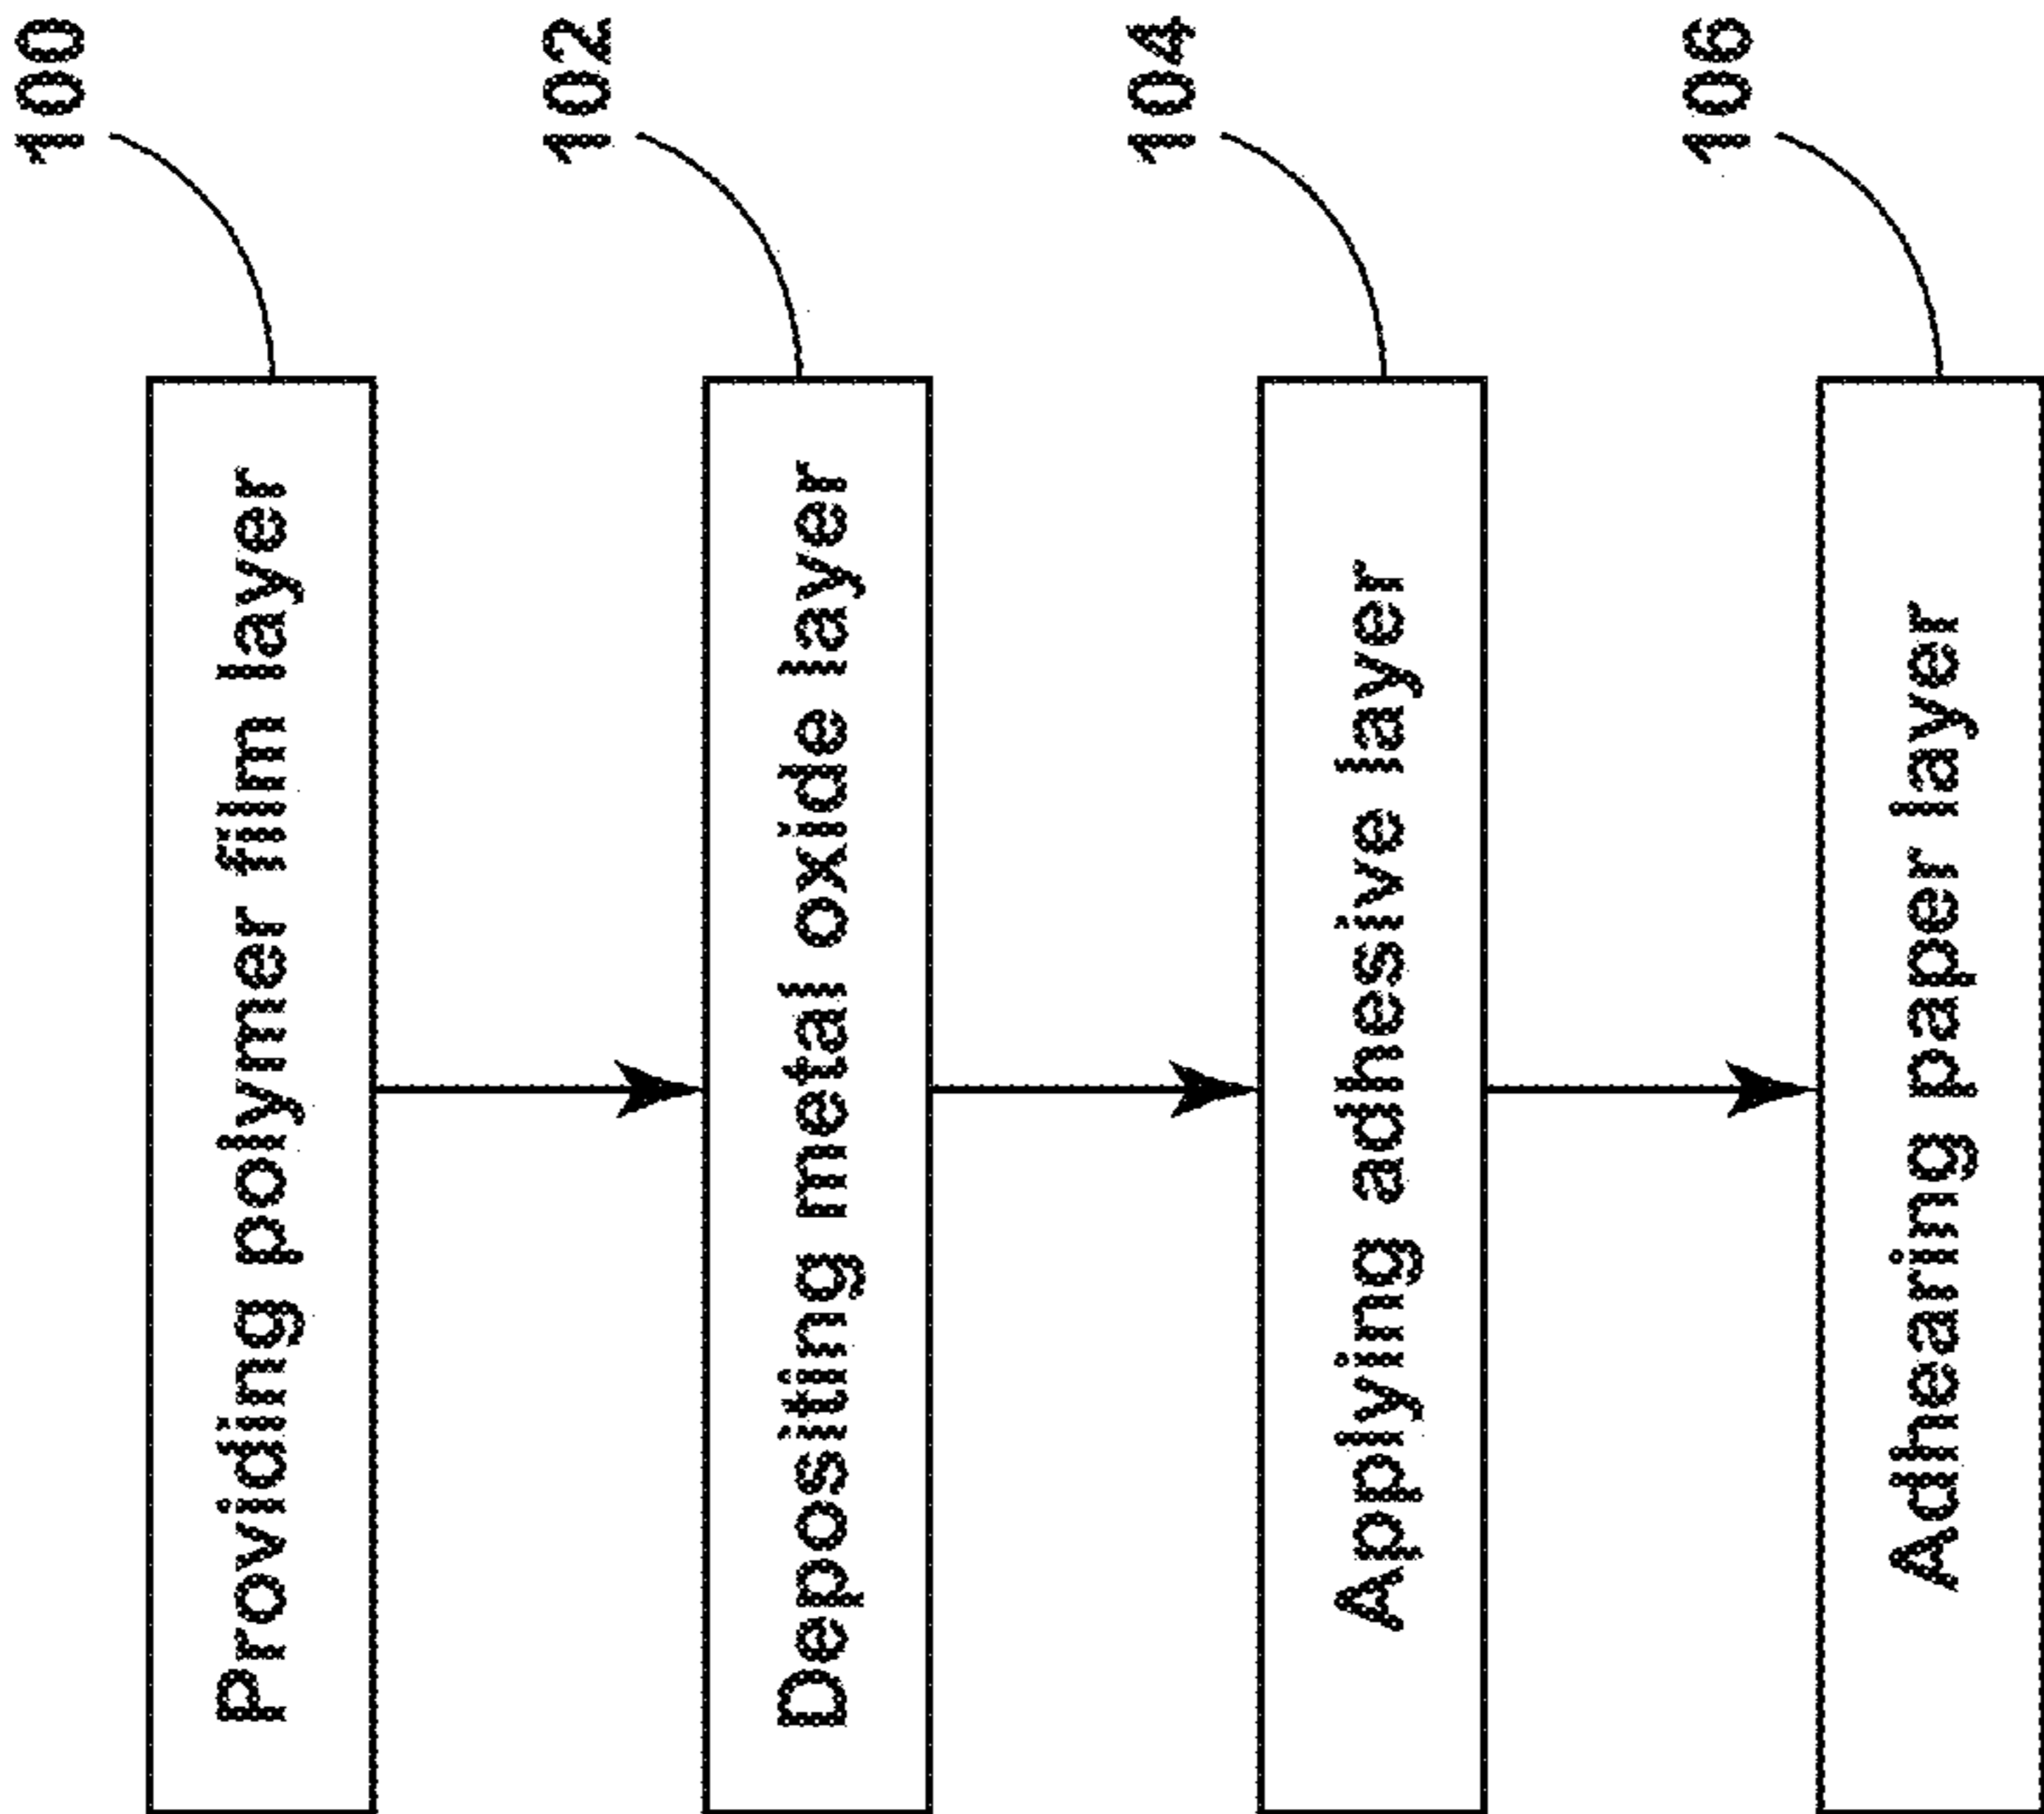 100
Providing polymer film layer
102
Depositing metal oxide layer
104
Applying adhesive layer
106
Adhearing paper layer